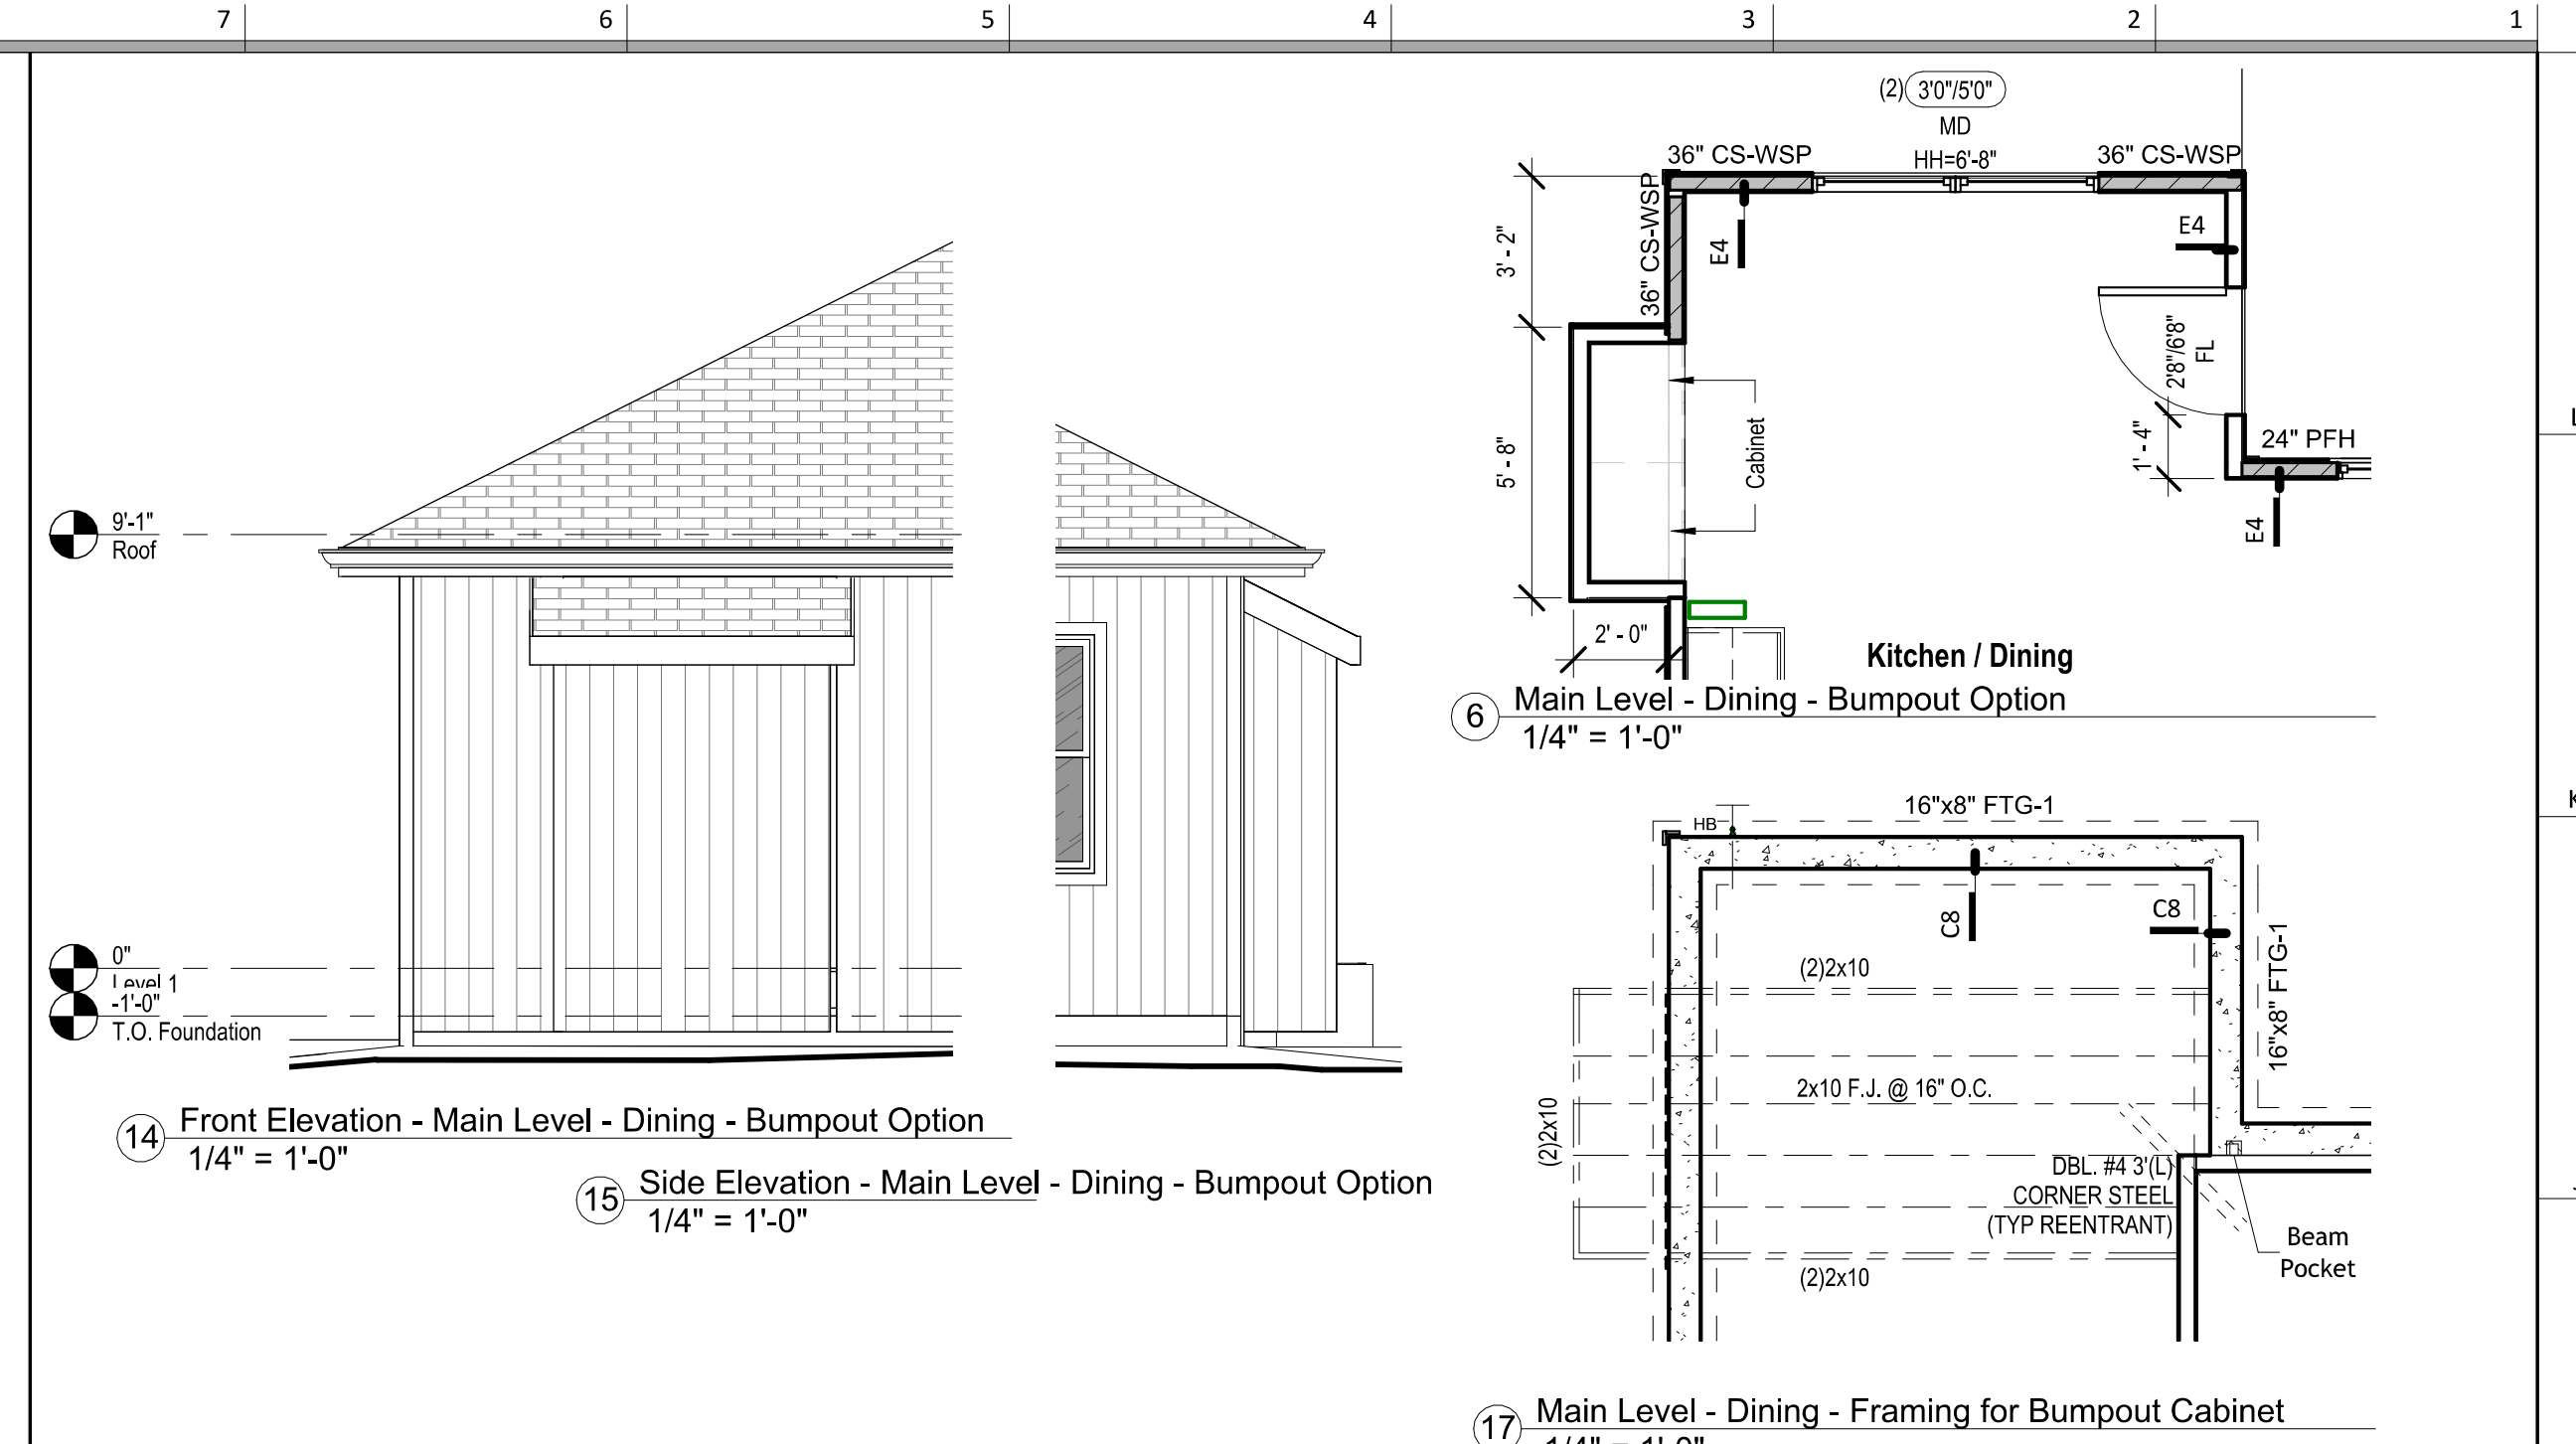 7 6 5 4 3 2 1
(2) 3'0"/5'0"
MD
HH=6'-8"
36" CS-WSP
36" CS-WSP
36" CS-WSP
3' - 2"
E4
E4
2'8"/6'8"
FL
5' - 8"
Cabinet
1' - 4"
24" PFH
E4
2' - 0"
Kitchen / Dining
6 Main Level - Dining - Bumpout Option
1/4" = 1'-0"
9'-1"
Roof
0"
Level 1
-1'-0"
T.O. Foundation
14 Front Elevation - Main Level - Dining - Bumpout Option
1/4" = 1'-0"
15 Side Elevation - Main Level - Dining - Bumpout Option
1/4" = 1'-0"
16"x8" FTG-1
HB
C8
C8
16"x8" FTG-1
(2)2x10
2x10 F.J. @ 16" O.C.
(2)2x10
DBL. #4 3'(L)
CORNER STEEL
(TYP REENTRANT)
(2)2x10
Beam
Pocket
17 Main Level - Dining - Framing for Bumpout Cabinet
1/4" = 1'-0"